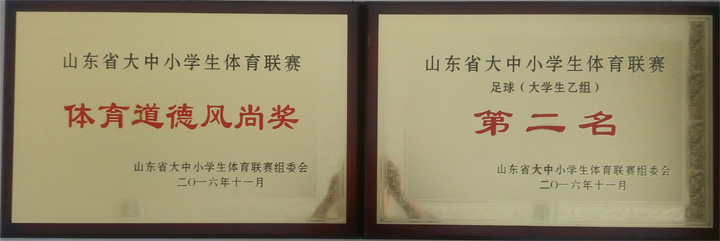 山东省大中小学生体育联赛
体育道德风尚奖
山东省大中小学生体育联赛组委会
二〇一六年十一月
山东省大中小学生体育联赛
足球（大学生乙组）
第二名
山东省大中小学生体育联赛组委会
二〇一六年十一月